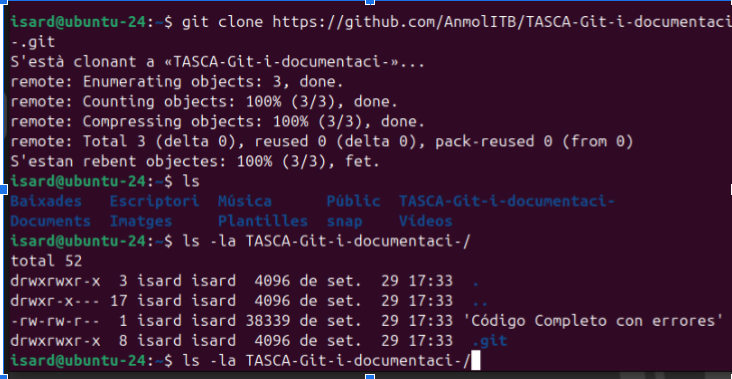 isard@ubuntu-24:~$ git clone https://github.com/AnmolITB/TASCA-Git-i-documentaci
-.git
S'està clonant a «TASCA-Git-i-documentaci-»...
remote: Enumerating objects: 3, done.
remote: Counting objects: 100% (3/3), done.
remote: Compressing objects: 100% (3/3), done.
remote: Total 3 (delta 0), reused 0 (delta 0), pack-reused 0 (from 0)
S'estan rebent objectes: 100% (3/3), fet.
isard@ubuntu-24:~$ ls
Baixades   Escriptori  Música      Públic  TASCA-Git-i-documentaci-
Documents  Imatges     Plantilles  snap    Vídeos
isard@ubuntu-24:~$ ls -la TASCA-Git-i-documentaci-/
total 52
drwxrwxr-x  3 isard isard  4096 de set.  29 17:33  .
drwxr-x--- 17 isard isard  4096 de set.  29 17:33  ..
-rw-rw-r--  1 isard isard 38339 de set.  29 17:33 'Código Completo con errores'
drwxrwxr-x  8 isard isard  4096 de set.  29 17:33  .git
isard@ubuntu-24:~$ ls -la TASCA-Git-i-documentaci-/